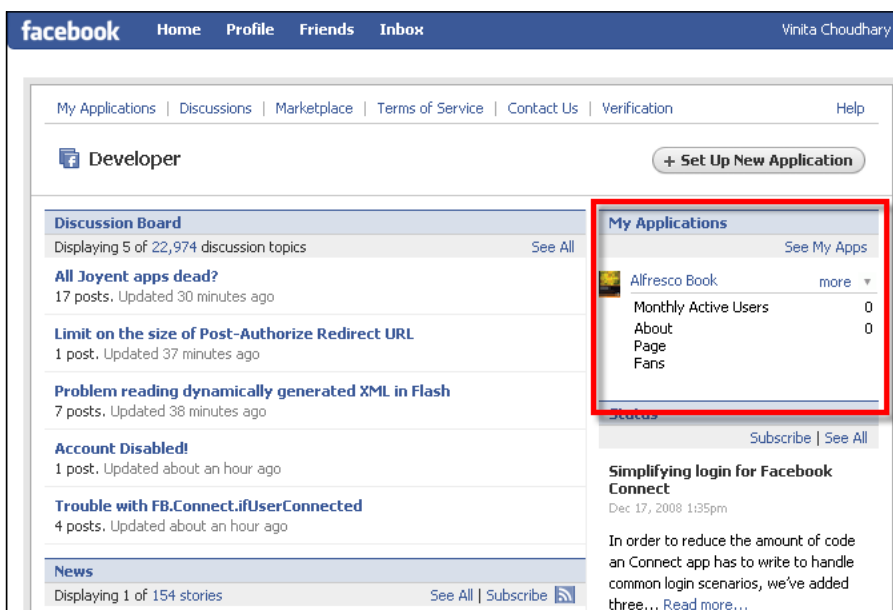 facebook Home Profile Friends Inbox Vinita Choudhary
My Applications | Discussions | Marketplace | Terms of Service | Contact Us | Verification Help
Developer + Set Up New Application
Discussion Board
Displaying 5 of 22,974 discussion topics See All
All Joyent apps dead?
17 posts. Updated 30 minutes ago
Limit on the size of Post-Authorize Redirect URL
1 post. Updated 37 minutes ago
Problem reading dynamically generated XML in Flash
7 posts. Updated 38 minutes ago
Account Disabled!
1 post. Updated about an hour ago
Trouble with FB.Connect.ifUserConnected
4 posts. Updated about an hour ago
News
Displaying 1 of 154 stories See All | Subscribe
My Applications
See My Apps
Alfresco Book more
Monthly Active Users 0
About 0
Page
Fans
Status
Subscribe | See All
Simplifying login for Facebook
Connect
Dec 17, 2008 1:35pm
In order to reduce the amount of code
an Connect app has to write to handle
common login scenarios, we've added
three... Read more...